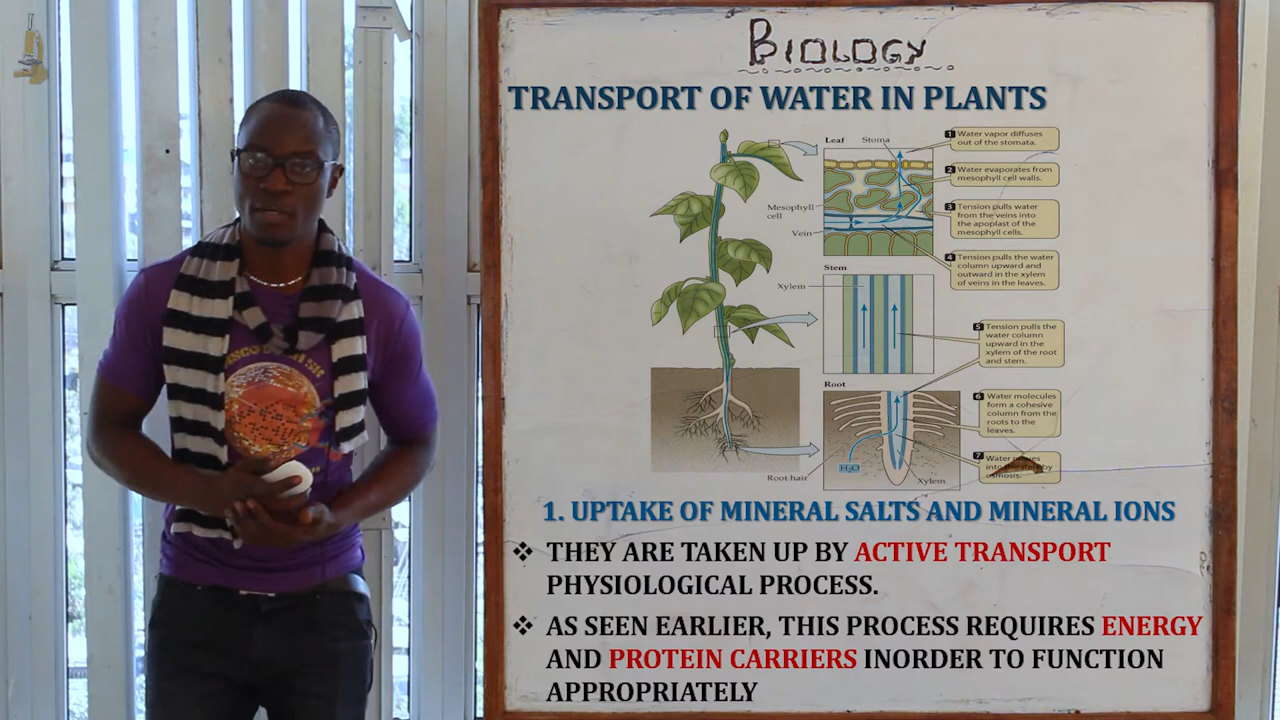 BIOLOGY
TRANSPORT OF WATER IN PLANTS
Leaf Stoma
1 Water vapor diffuses
out of the stomata.
2 Water evaporates from
mesophyll cell walls.
Mesophyll
cell
3 Tension pulls water
from the veins into
the apoplast of the
mesophyll cells.
Vein
4 Tension pulls the water
column upward and
outward in the xylem
of veins in the leaves.
Stem
Xylem
5 Tension pulls the
water column
upward in the
xylem of the root
and stem.
Root
6 Water molecules
form a cohesive
column from the
roots to the
leaves.
7 Water moves
into the stele by
osmosis.
H2O
Root hair
Xylem
1. UPTAKE OF MINERAL SALTS AND MINERAL IONS
❖ THEY ARE TAKEN UP BY ACTIVE TRANSPORT
PHYSIOLOGICAL PROCESS.
❖ AS SEEN EARLIER, THIS PROCESS REQUIRES ENERGY
AND PROTEIN CARRIERS INORDER TO FUNCTION
APPROPRIATELY